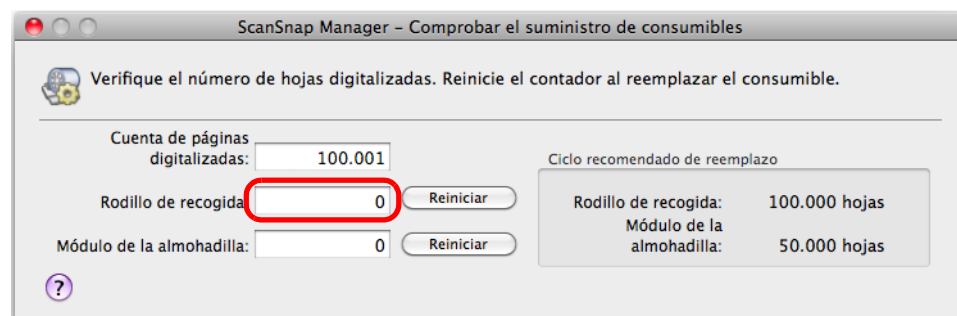 ScanSnap Manager – Comprobar el suministro de consumibles
Verifique el número de hojas digitalizadas. Reinicie el contador al reemplazar el consumible.
Cuenta de páginas
digitalizadas: 100.001
Ciclo recomendado de reemplazo
Rodillo de recogida 0 Reiniciar
Rodillo de recogida: 100.000 hojas
Módulo de la almohadilla: 0 Reiniciar
Módulo de la
almohadilla: 50.000 hojas
?